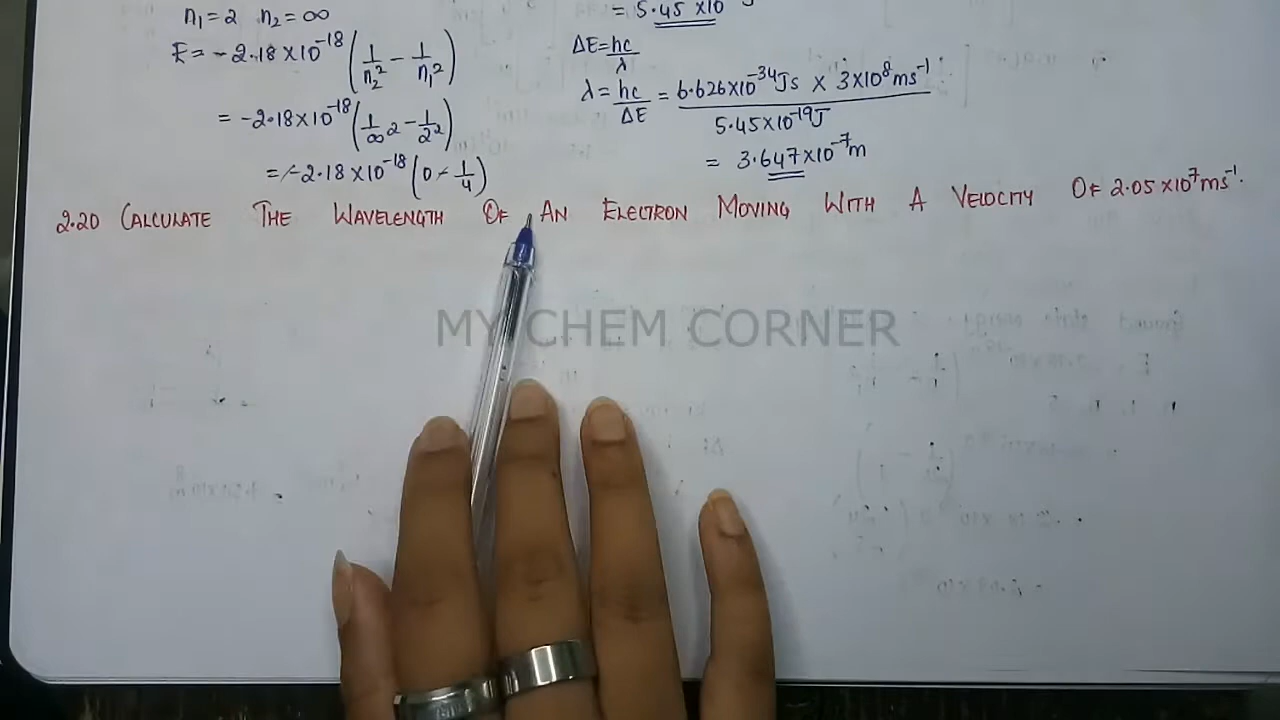 n₁=2 n₂=∞
E=-2.18×10⁻¹⁸(1/n₂² - 1/n₁²)
=-2.18×10⁻¹⁸(1/∞2 - 1/2²)
=-2.18×10⁻¹⁸(0-1/4)
= 5.45×10
ΔE=hc/λ
λ=hc/ΔE = 6.626×10⁻³⁴Js × 3×10⁸ms⁻¹ / 5.45×10⁻¹⁹J
= 3.647×10⁻⁷m
2.20 CALCULATE THE WAVELENGTH OF AN ELECTRON MOVING WITH A VELOCITY OF 2.05×10⁷ms⁻¹.
MY CHEM CORNER